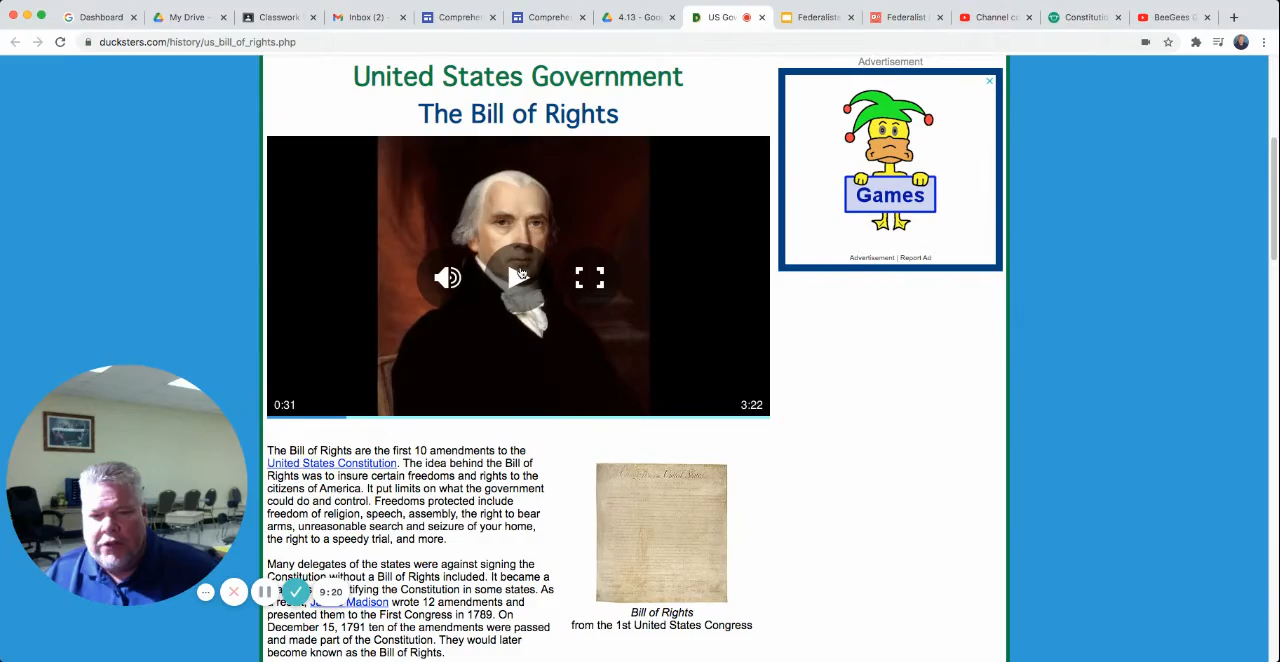 Dashboard
My Drive -
Classwork
Inbox (2) -
Comprehen
Comprehe
4.13 - Goo
US Gov
Federalists
Federalist
Channel co
Constitutio
BeeGees G
ducksters.com/history/us_bill_of_rights.php
United States Government
The Bill of Rights
Advertisement
Games
Advertisement | Report Ad
0:31
3:22
The Bill of Rights are the first 10 amendments to the
United States Constitution. The idea behind the Bill of
Rights was to insure certain freedoms and rights to the
citizens of America. It put limits on what the government
could do and control. Freedoms protected include
freedom of religion, speech, assembly, the right to bear
arms, unreasonable search and seizure of your home,
the right to a speedy trial, and more.
Many delegates of the states were against signing the
Constitution without a Bill of Rights included. It became a
tifying the Constitution in some states. As
a Madison wrote 12 amendments and
presented them to the First Congress in 1789. On
December 15, 1791 ten of the amendments were passed
and made part of the Constitution. They would later
become known as the Bill of Rights.
9:20
Bill of Rights
from the 1st United States Congress